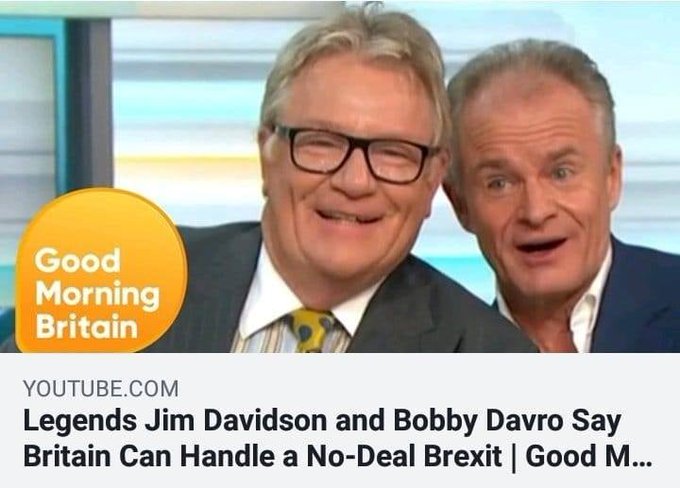 Good
Morning
Britain
YOUTUBE.COM
Legends Jim Davidson and Bobby Davro Say
Britain Can Handle a No-Deal Brexit | Good M...